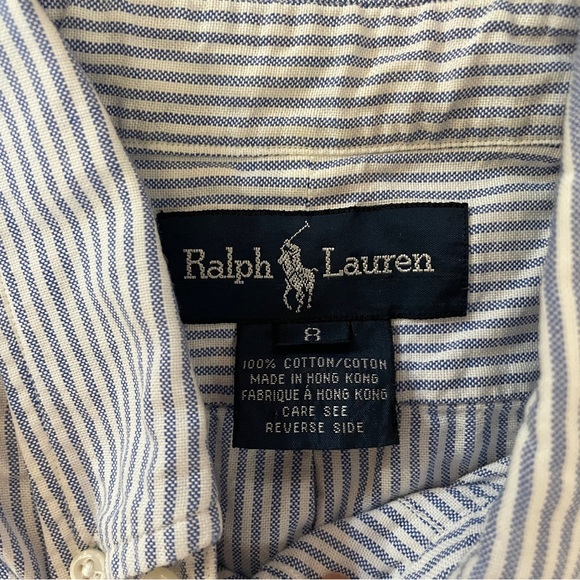 Ralph Lauren
8
100% COTTON/COTON
MADE IN HONG KONG
FABRIQUE À HONG KONG
CARE SEE
REVERSE SIDE